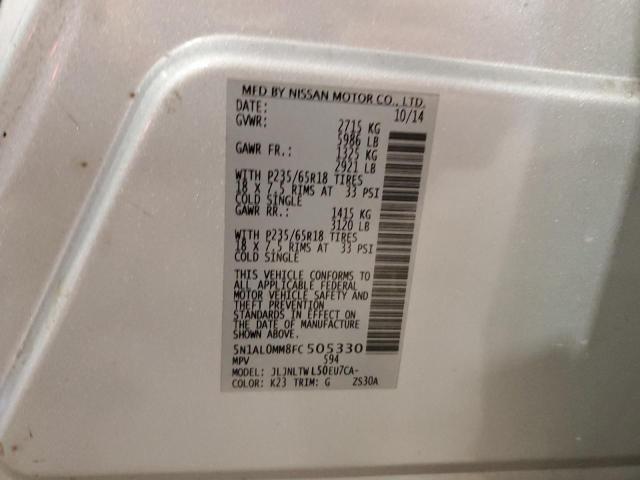 MFD BY NISSAN MOTOR CO., LTD.
DATE: 10/14
GVWR: 2715 KG
5986 LB
GAWR FR.: 1325 KG
2921 LB
WITH P235/65R18 TIRES
18 X 7.5 RIMS AT 33 PSI
COLD SINGLE
GAWR RR.: 1415 KG
3120 LB
WITH P235/65R18 TIRES
18 X 7.5 RIMS AT 33 PSI
COLD SINGLE
THIS VEHICLE CONFORMS TO
ALL APPLICABLE FEDERAL
MOTOR VEHICLE SAFETY AND
THEFT PREVENTION
STANDARDS IN EFFECT ON
THE DATE OF MANUFACTURE
SHOWN ABOVE.
5N1AL0MM8FC505330
MPV 594
MODEL: JLJNLTWL50EU7CA-
COLOR: K23 TRIM: G ZS30A